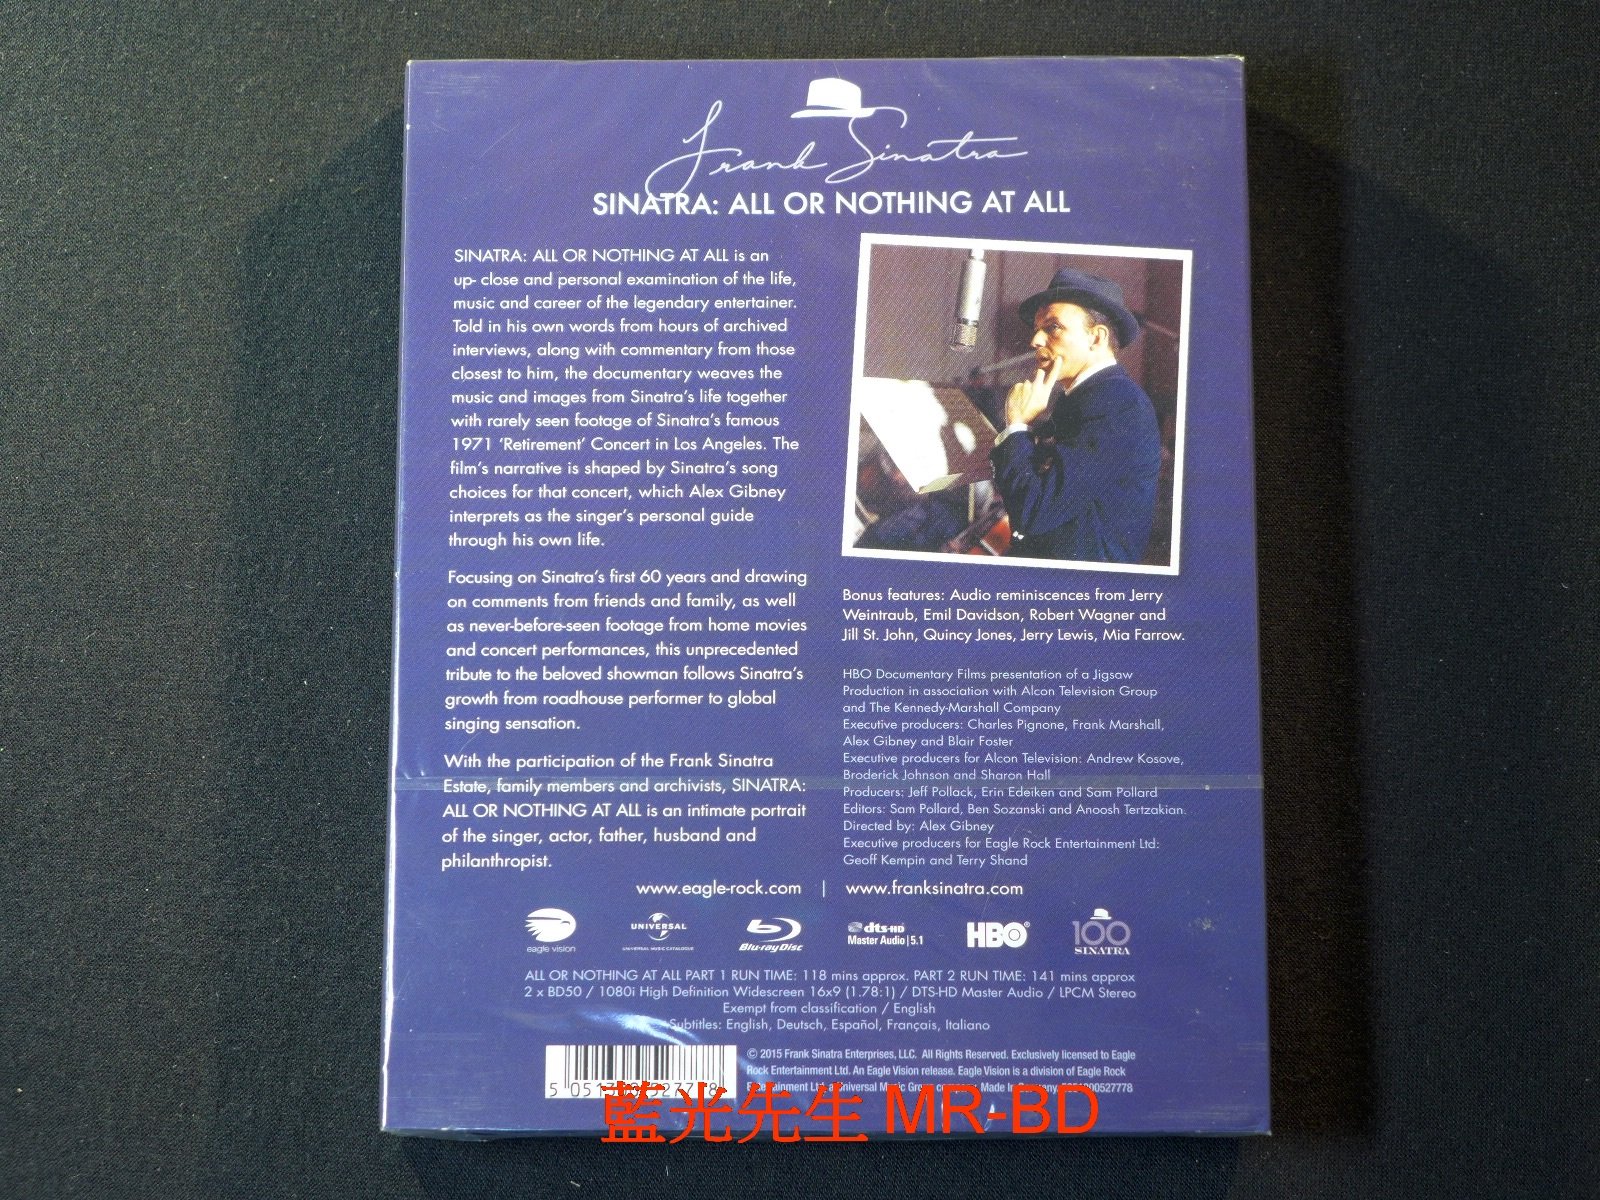 Frank Sinatra
SINATRA: ALL OR NOTHING AT ALL
SINATRA: ALL OR NOTHING AT ALL is an
up- close and personal examination of the life,
music and career of the legendary entertainer.
Told in his own words from hours of archived
interviews, along with commentary from those
closest to him, the documentary weaves the
music and images from Sinatra's life together
with rarely seen footage of Sinatra's famous
1971 'Retirement' Concert in Los Angeles. The
film's narrative is shaped by Sinatra's song
choices for that concert, which Alex Gibney
interprets as the singer's personal guide
through his own life.
Focusing on Sinatra's first 60 years and drawing
on comments from friends and family, as well
as never-before-seen footage from home movies
and concert performances, this unprecedented
tribute to the beloved showman follows Sinatra's
growth from roadhouse performer to global
singing sensation.
With the participation of the Frank Sinatra
Estate, family members and archivists, SINATRA:
ALL OR NOTHING AT ALL is an intimate portrait
of the singer, actor, father, husband and
philanthropist.
Bonus features: Audio reminiscences from Jerry
Weintraub, Emil Davidson, Robert Wagner and
Jill St. John, Quincy Jones, Jerry Lewis, Mia Farrow.
HBO Documentary Films presentation of a Jigsaw
Production in association with Alcon Television Group
and The Kennedy-Marshall Company
Executive producers: Charles Pignone, Frank Marshall,
Alex Gibney and Blair Foster
Executive producers for Alcon Television: Andrew Kosove,
Broderick Johnson and Sharon Hall
Producers: Jeff Pollack, Erin Edeiken and Sam Pollard
Editors: Sam Pollard, Ben Sozanski and Anoosh Tertzakian.
Directed by: Alex Gibney
Executive producers for Eagle Rock Entertainment Ltd:
Geoff Kempin and Terry Shand
www.eagle-rock.com | www.franksinatra.com
eagle vision
UNIVERSAL
UNIVERSAL MUSIC CATALOGUE
Blu-ray Disc
dts-HD
Master Audio | 5.1
HBO®
100
SINATRA
ALL OR NOTHING AT ALL PART 1 RUN TIME: 118 mins approx. PART 2 RUN TIME: 141 mins approx
2 x BD50 / 1080i High Definition Widescreen 16x9 (1.78:1) / DTS-HD Master Audio / LPCM Stereo
Exempt from classification / English
Subtitles: English, Deutsch, Español, Français, Italiano
© 2015 Frank Sinatra Enterprises, LLC. All Rights Reserved. Exclusively licensed to Eagle
Rock Entertainment Ltd. An Eagle Vision release. Eagle Vision is a division of Eagle Rock
Entertainment Ltd, a Universal Music Group company. Made In Germany.
藍光先生 MR-BD